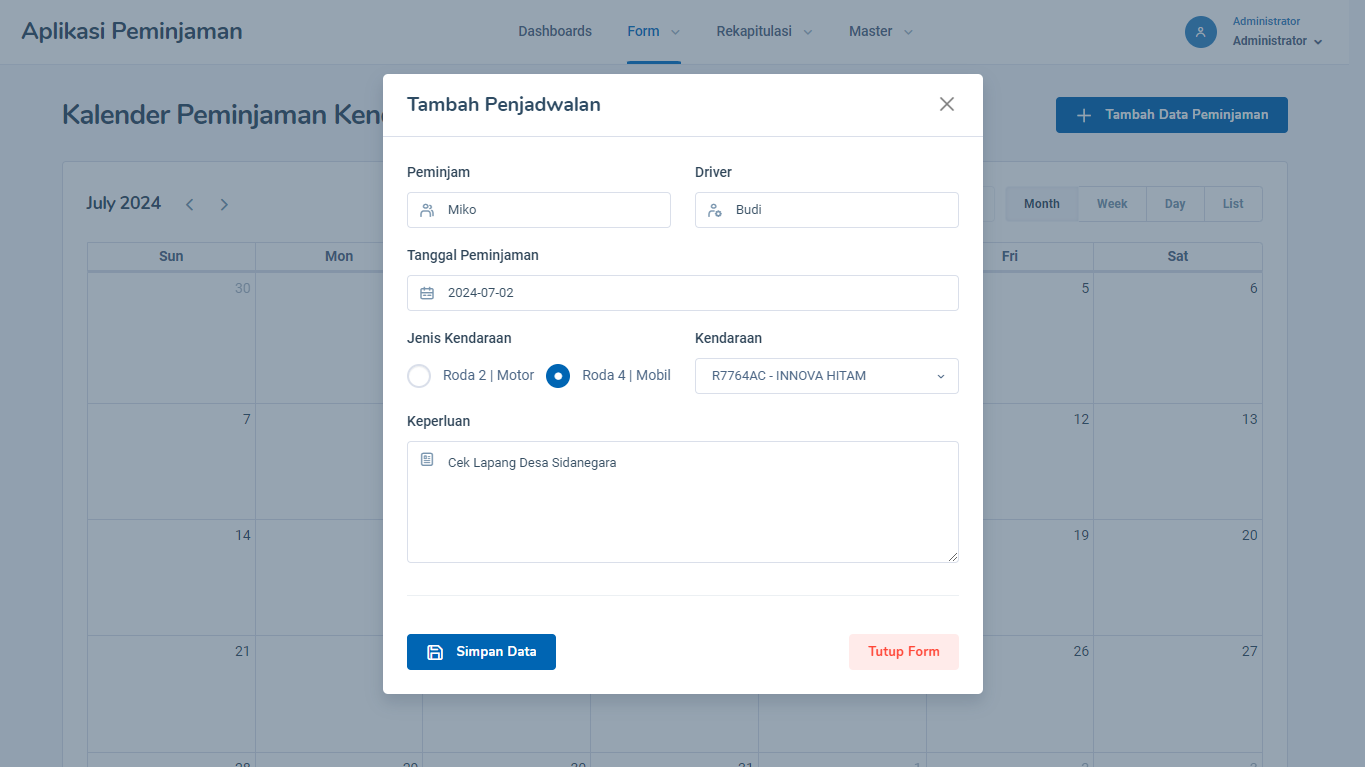 Aplikasi Peminjaman
Dashboards
Form
Rekapitulasi
Master
Administrator
Administrator
Kalender Peminjaman Ken
Tambah Data Peminjaman
Tambah Penjadwalan
Peminjam
Driver
Miko
Budi
Tanggal Peminjaman
2024-07-02
Jenis Kendaraan
Kendaraan
Roda 2 | Motor
Roda 4 | Mobil
R7764AC - INNOVA HITAM
Keperluan
Cek Lapang Desa Sidanegara
Simpan Data
Tutup Form
July 2024
Month
Week
Day
List
Sun
Mon
Fri
Sat
30
5
6
7
12
13
14
19
20
21
26
27
28
29
30
31
1